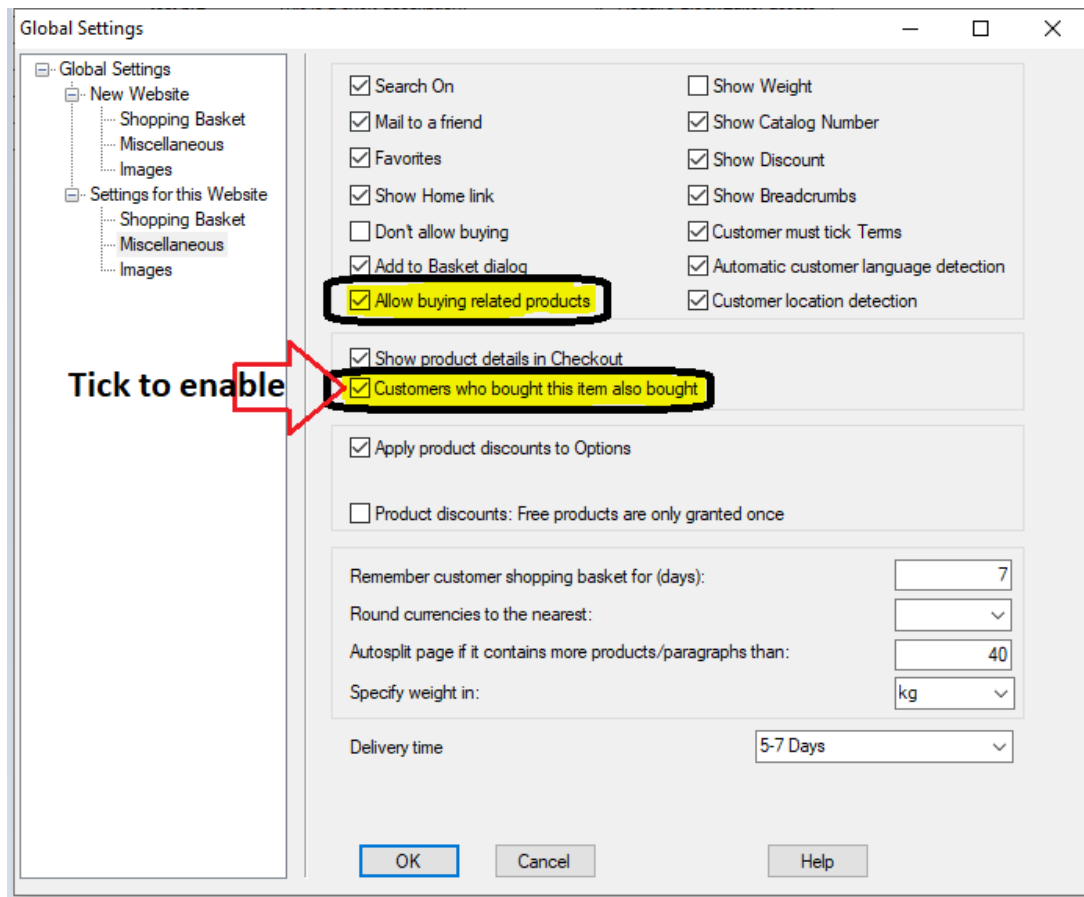 Global Settings
Global Settings
New Website
Shopping Basket
Miscellaneous
Images
Settings for this Website
Shopping Basket
Miscellaneous
Images
Search On
Mail to a friend
Favorites
Show Home link
Don't allow buying
Add to Basket dialog
Allow buying related products
Show Weight
Show Catalog Number
Show Discount
Show Breadcrumbs
Customer must tick Terms
Automatic customer language detection
Customer location detection
Show product details in Checkout
Tick to enable
Customers who bought this item also bought
Apply product discounts to Options
Product discounts: Free products are only granted once
Remember customer shopping basket for (days): 7
Round currencies to the nearest:
Autosplit page if it contains more products/paragraphs than: 40
Specify weight in: kg
Delivery time 5-7 Days
OK Cancel Help